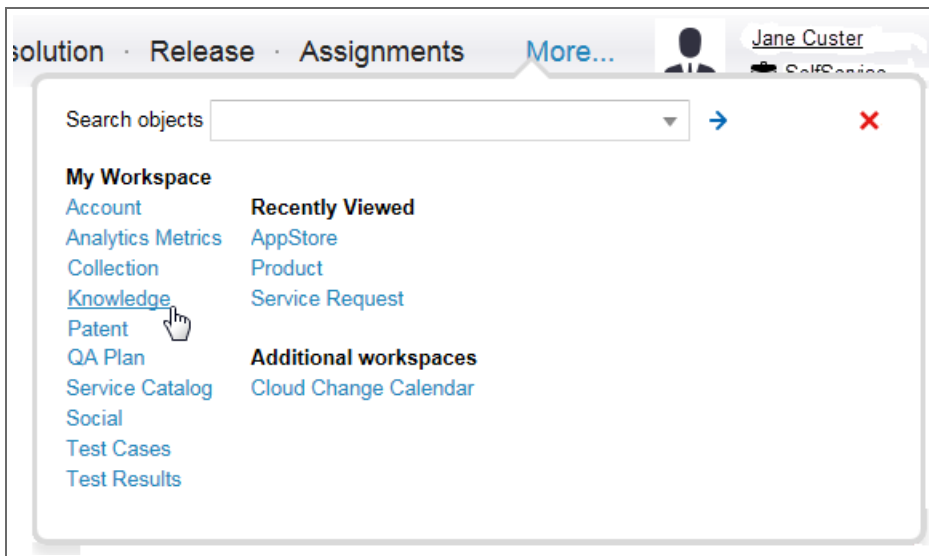 solution · Release · Assignments More...
Jane Custer
SelfService
Search objects
My Workspace
Account
Analytics Metrics
Collection
Knowledge
Patent
QA Plan
Service Catalog
Social
Test Cases
Test Results
Recently Viewed
AppStore
Product
Service Request
Additional workspaces
Cloud Change Calendar